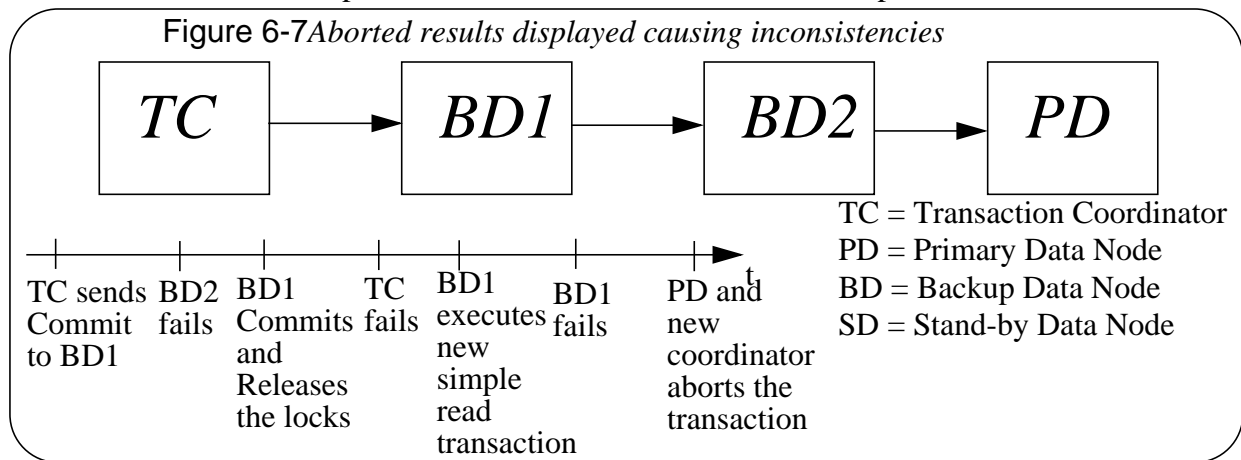 Figure 6-7Aborted results displayed causing inconsistencies
TC
BD1
BD2
PD
TC = Transaction Coordinator
PD = Primary Data Node
BD = Backup Data Node
SD = Stand-by Data Node
t
TC sends
Commit
to BD1
BD2
fails
BD1
Commits
and
Releases
the locks
TC
fails
BD1
executes
new
simple
read
transaction
BD1
fails
PD and
new
coordinator
aborts the
transaction